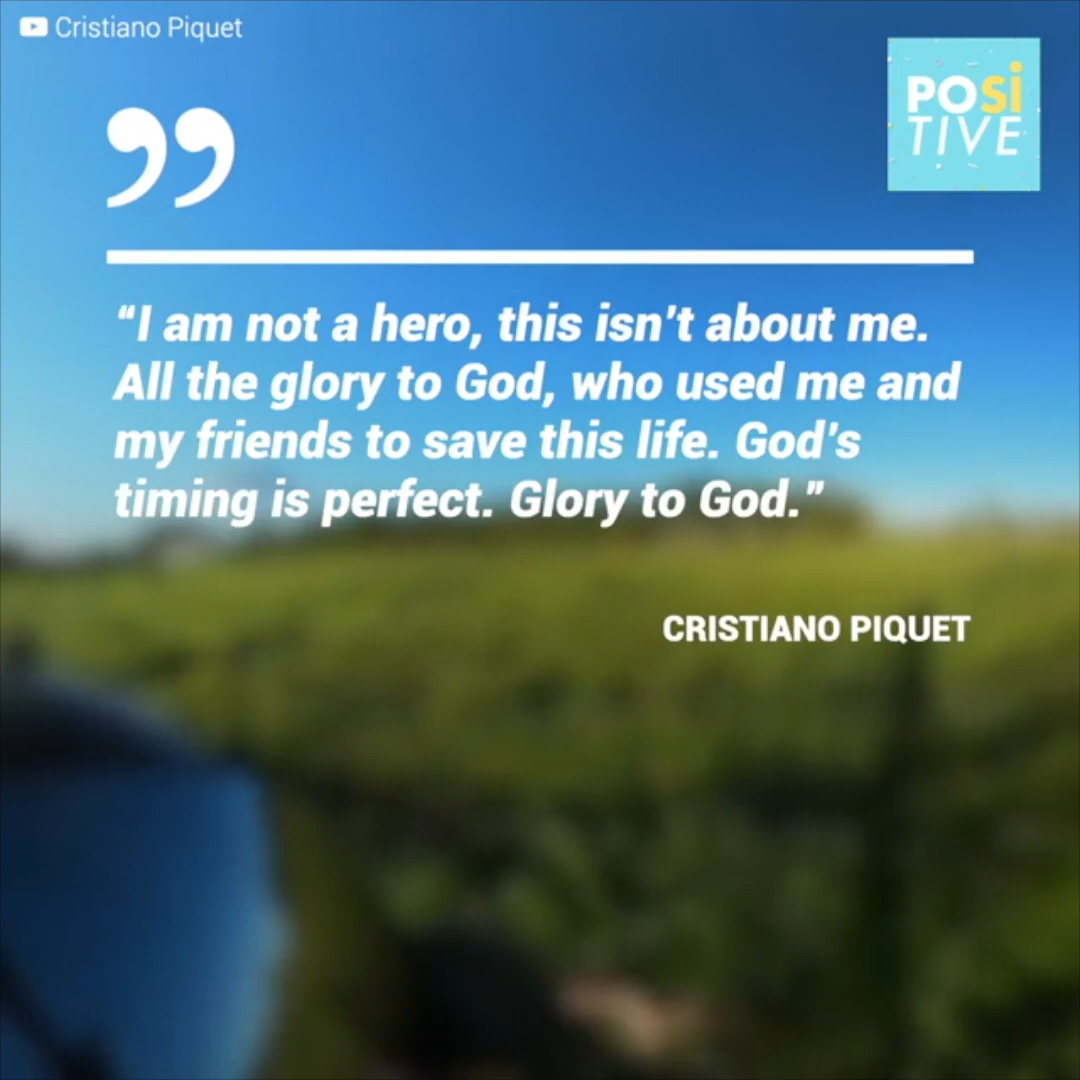 Cristiano Piquet
POSi
TIVE
”
“I am not a hero, this isn’t about me.
All the glory to God, who used me and
my friends to save this life. God’s
timing is perfect. Glory to God.”
CRISTIANO PIQUET